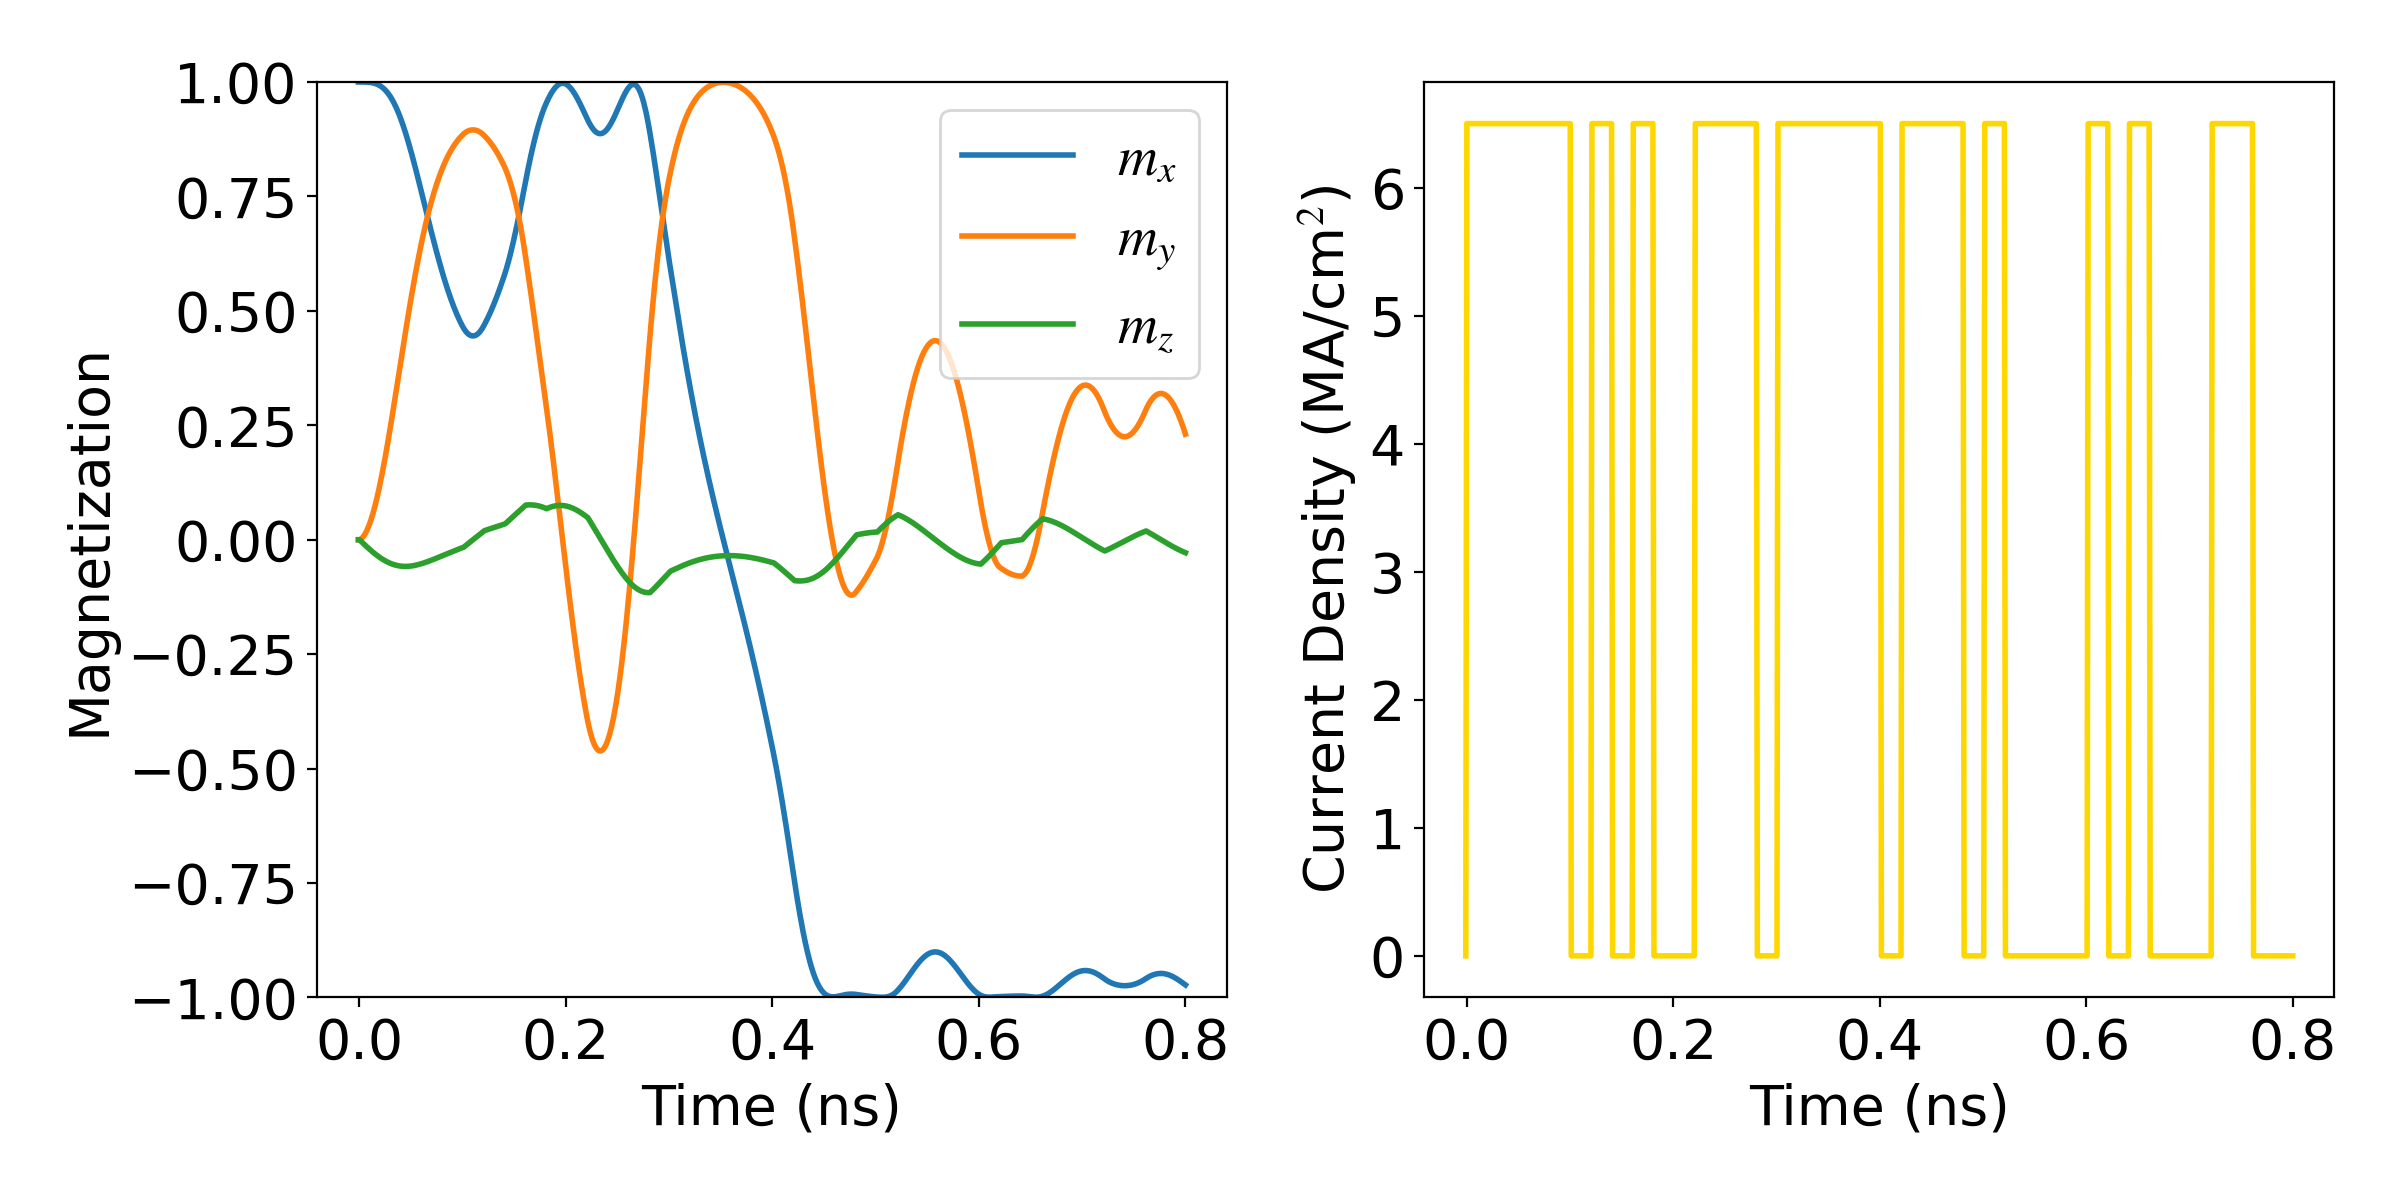 1.00
0.75
0.50
0.25
0.00
−0.25
−0.50
−0.75
−1.00
Magnetization
0.0 0.2 0.4 0.6 0.8
Time (ns)
m_x
m_y
m_z
6
5
4
3
2
1
0
Current Density (MA/cm²)
0.0 0.2 0.4 0.6 0.8
Time (ns)